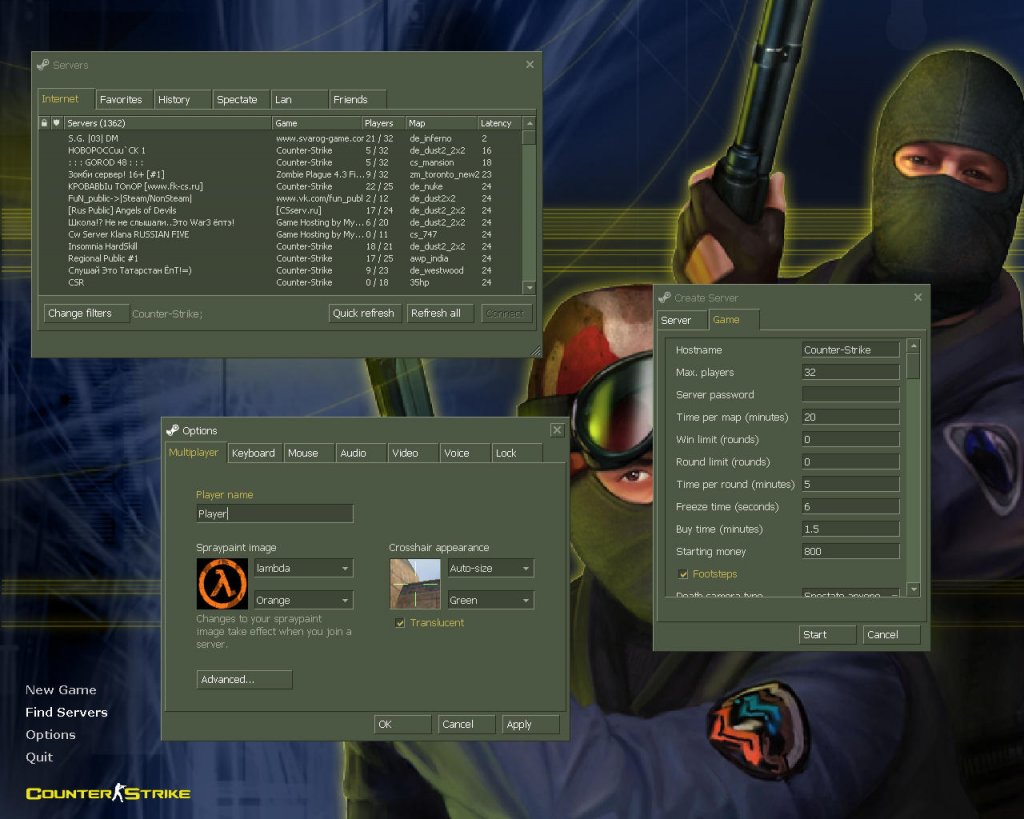 Servers
Internet Favorites History Spectate Lan Friends
Servers (1362) Game Players Map Latency
S.G. [03] DM www.svarog-game.cor 21 / 32 de_inferno 2
НОВОРОССuu`CK 1 Counter-Strike 5 / 32 de_dust2_2x2 16
: : : GOROD 48 : : : Counter-Strike 5 / 32 cs_mansion 18
Зомби сервер! 16+ [#1] Zombie Plague 4.3 Fi... 9 / 32 zm_toronto_new2 23
KPOBABbIu TOnOP [www.fk-cs.ru] Counter-Strike 22 / 25 de_nuke 24
FuN_public->|Steam/NonSteam| www.vk.com/fun_publ 2 / 12 de_dust2x2 24
[Rus Public] Angels of Devils [CSserv.ru] 17 / 24 de_dust2_2x2 24
Школа!? Не не слышали..Это War3 ёптэ! Game Hosting by My... 6 / 20 de_dust2_2x2 24
Cw Server Klana RUSSIAN FIVE Game Hosting by My... 0 / 11 cs_747 24
Insomnia HardSkill Counter-Strike 18 / 21 de_dust2_2x2 24
Regional Public #1 Counter-Strike 17 / 25 awp_india 24
Слушай Это Татарстан ЁпТ!=) Counter-Strike 9 / 23 de_westwood 24
CSR Counter-Strike 0 / 18 35hp 24
Change filters Counter-Strike; Quick refresh Refresh all Connect
Create Server
Server Game
Hostname Counter-Strike
Max. players 32
Server password
Time per map (minutes) 20
Win limit (rounds) 0
Round limit (rounds) 0
Time per round (minutes) 5
Freeze time (seconds) 6
Buy time (minutes) 1.5
Starting money 800
Footsteps
Death camera type Spectate anyone
Start Cancel
Options
Multiplayer Keyboard Mouse Audio Video Voice Lock
Player name
Player
Spraypaint image Crosshair appearance
lambda Auto-size
Orange Green
Changes to your spraypaint
image take effect when you join a
server.
Translucent
Advanced...
OK Cancel Apply
New Game
Find Servers
Options
Quit
COUNTER STRIKE